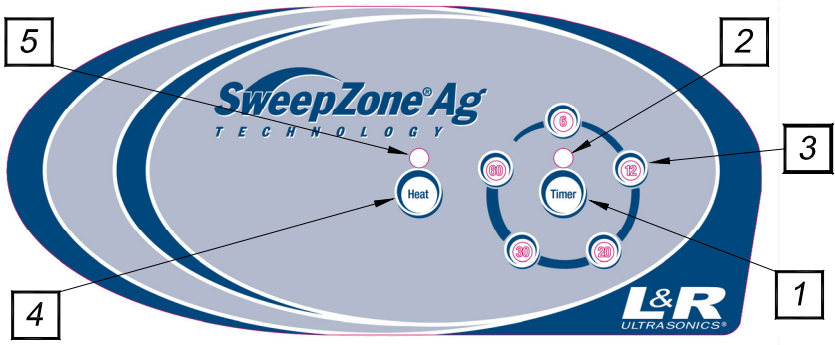 5
2
SweepZone® Ag
TECHNOLOGY
6
3
60
12
Heat
Timer
30
20
4
1
L&R
ULTRASONICS®